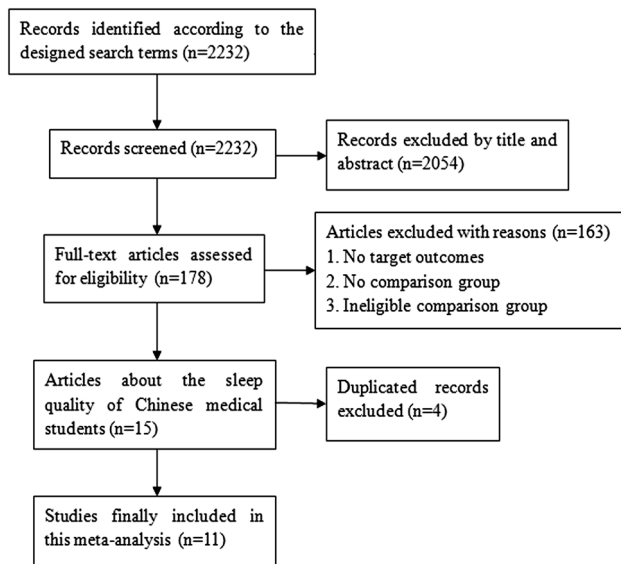 Records identified according to the
designed search terms (n=2232)
Records screened (n=2232)
Records excluded by title and
abstract (n=2054)
Full-text articles assessed
for eligibility (n=178)
Articles excluded with reasons (n=163)
1. No target outcomes
2. No comparison group
3. Ineligible comparison group
Articles about the sleep
quality of Chinese medical
students (n=15)
Duplicated records
excluded (n=4)
Studies finally included in
this meta-analysis (n=11)